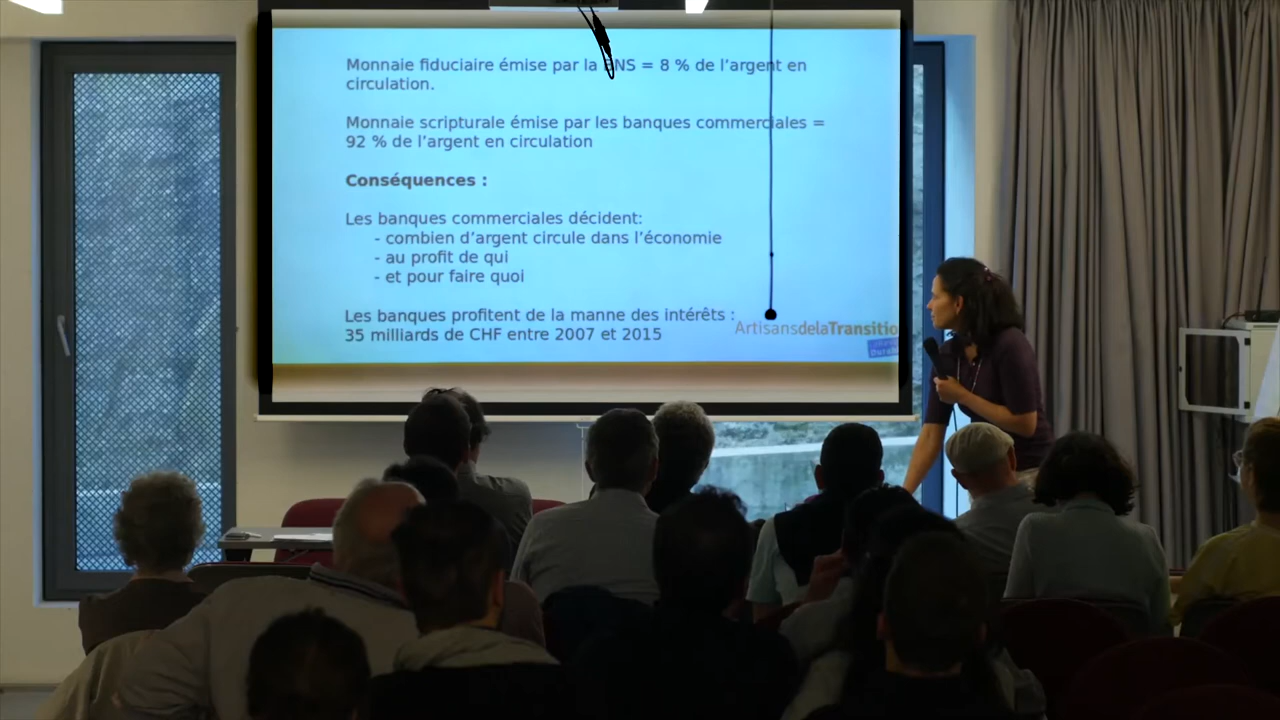 Monnaie fiduciaire émise par la BNS = 8 % de l’argent en
circulation.
Monnaie scripturale émise par les banques commerciales =
92 % de l’argent en circulation
Conséquences :
Les banques commerciales décident:
- combien d’argent circule dans l’économie
- au profit de qui
- et pour faire quoi
Les banques profitent de la manne des intérêts :
35 milliards de CHF entre 2007 et 2015
ArtisansdelaTransitio